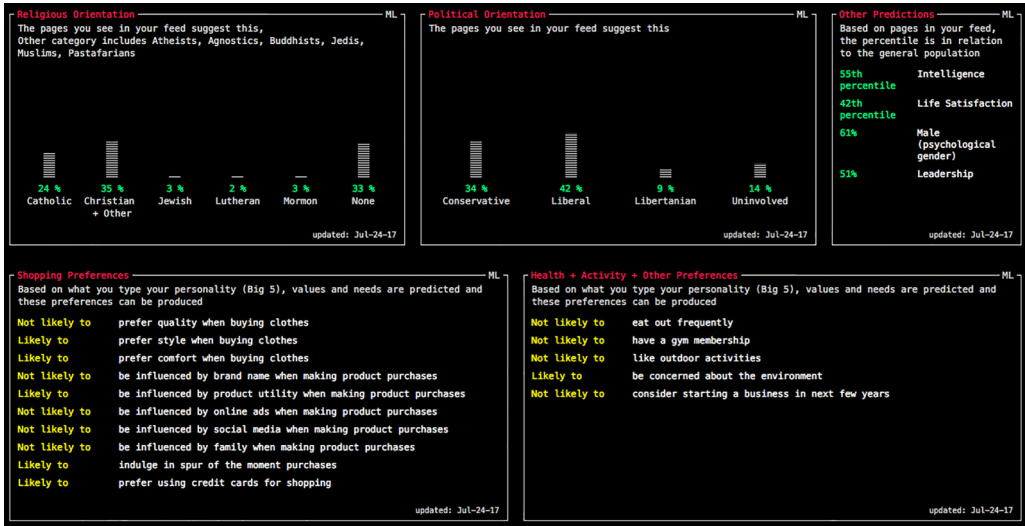 Religious Orientation
ML
The pages you see in your feed suggest this,
Other category includes Atheists, Agnostics, Buddhists, Jedis,
Muslims, Pastafarians
24 %
35 %
3 %
2 %
3 %
33 %
Catholic
Christian
+ Other
Jewish
Lutheran
Mormon
None
updated: Jul-24-17
Political Orientation
ML
The pages you see in your feed suggest this
34 %
42 %
9 %
14 %
Conservative
Liberal
Libertanian
Uninvolved
updated: Jul-24-17
Other Predictions
ML
Based on pages in your feed,
the percentile is in relation
to the general population
55th
percentile
Intelligence
42th
percentile
Life Satisfaction
61%
Male
(psychological
gender)
51%
Leadership
updated: Jul-24-17
Shopping Preferences
ML
Based on what you type your personality (Big 5), values and needs are predicted and
these preferences can be produced
Not likely to prefer quality when buying clothes
Likely to prefer style when buying clothes
Likely to prefer comfort when buying clothes
Not likely to be influenced by brand name when making product purchases
Likely to be influenced by product utility when making product purchases
Not likely to be influenced by online ads when making product purchases
Not likely to be influenced by social media when making product purchases
Not likely to be influenced by family when making product purchases
Likely to indulge in spur of the moment purchases
Likely to prefer using credit cards for shopping
updated: Jul-24-17
Health + Activity + Other Preferences
ML
Based on what you type your personality (Big 5), values and needs are predicted and
these preferences can be produced
Not likely to eat out frequently
Not likely to have a gym membership
Not likely to like outdoor activities
Likely to be concerned about the environment
Not likely to consider starting a business in next few years
updated: Jul-24-17